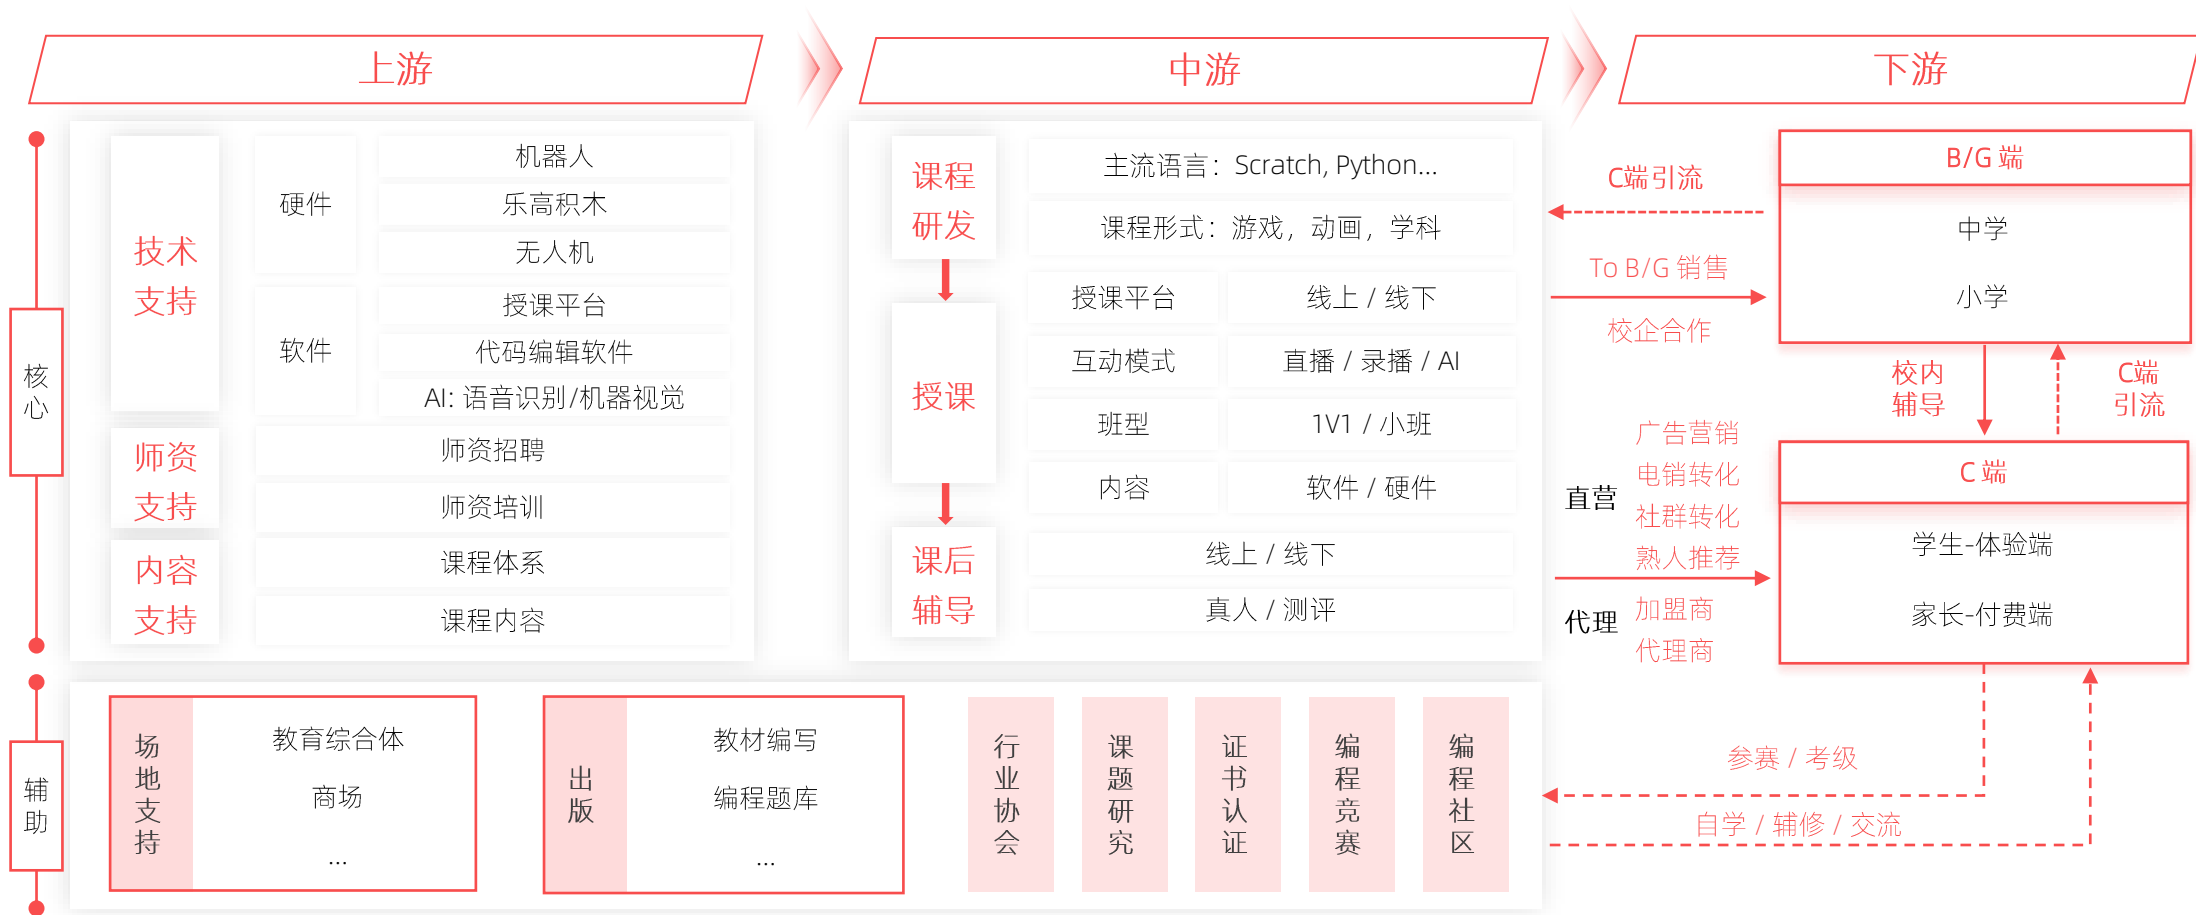 上游
中游
下游
核心
技术
支持
硬件
机器人
乐高积木
无人机
软件
授课平台
代码编辑软件
AI: 语音识别/机器视觉
师资
支持
师资招聘
师资培训
内容
支持
课程体系
课程内容
课程
研发
主流语言：Scratch, Python...
课程形式：游戏，动画，学科
授课
授课平台
线上 / 线下
互动模式
直播 / 录播 / AI
班型
1V1 / 小班
内容
软件 / 硬件
课后
辅导
线上 / 线下
真人 / 测评
C端引流
To B/G 销售
校企合作
B/G 端
中学
小学
校内
辅导
C端
引流
直营
广告营销
电销转化
社群转化
熟人推荐
代理
加盟商
代理商
C 端
学生-体验端
家长-付费端
辅助
场地支持
教育综合体
商场
...
出版
教材编写
编程题库
...
行业协会
课题研究
证书认证
编程竞赛
编程社区
参赛 / 考级
自学 / 辅修 / 交流